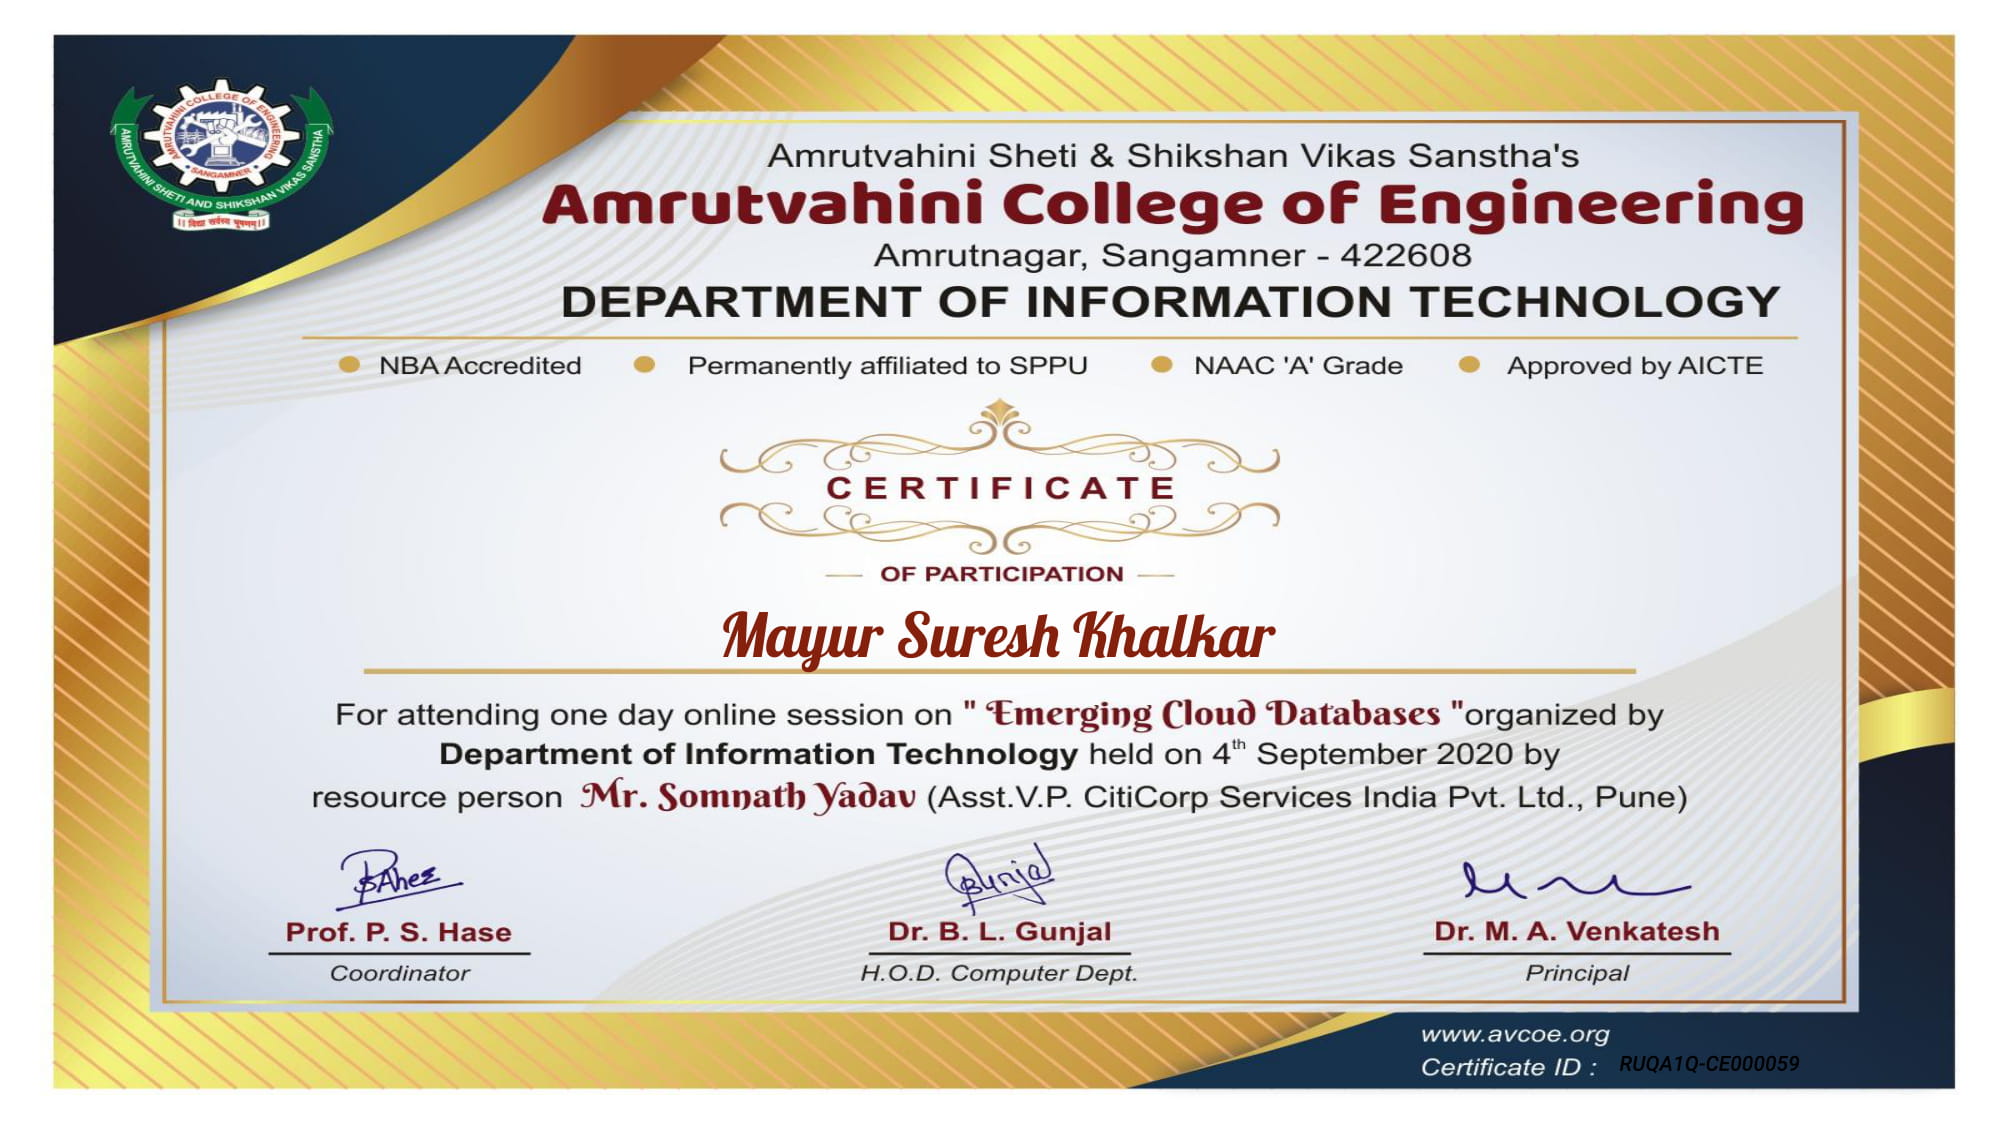 AMRUTVAHINI COLLEGE OF ENGINEERING
SANGAMNER
AMRUTVAHINI SHETI AND SHIKSHAN VIKAS SANSTHA
|| विद्या सर्वस्य भूषणम् ||
Amrutvahini Sheti & Shikshan Vikas Sanstha's
Amrutvahini College of Engineering
Amrutnagar, Sangamner - 422608
DEPARTMENT OF INFORMATION TECHNOLOGY
NBA Accredited Permanently affiliated to SPPU NAAC 'A' Grade Approved by AICTE
CERTIFICATE
OF PARTICIPATION
Mayur Suresh Khalkar
For attending one day online session on " Emerging Cloud Databases "organized by
Department of Information Technology held on 4th September 2020 by
resource person Mr. Somnath Yadav (Asst.V.P. CitiCorp Services India Pvt. Ltd., Pune)
Gunjal
Prof. P. S. Hase Dr. B. L. Gunjal Dr. M. A. Venkatesh
Coordinator H.O.D. Computer Dept. Principal
www.avcoe.org
Certificate ID : RUQA1Q-CE000059